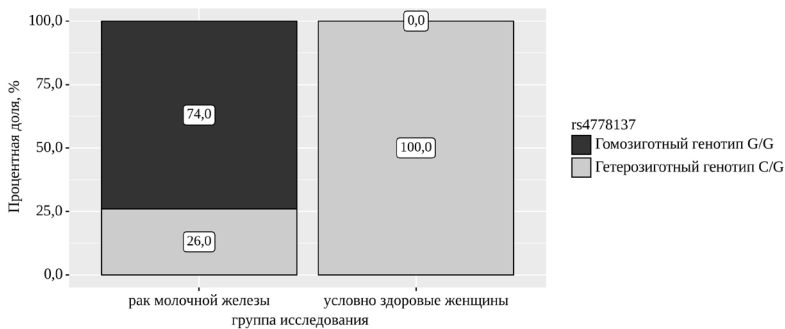 Процентная доля, %
100,0
75,0
50,0
25,0
0,0
74,0
26,0
0,0
100,0
рак молочной железы
условно здоровые женщины
группа исследования
rs4778137
Гомозиготный генотип G/G
Гетерозиготный генотип C/G